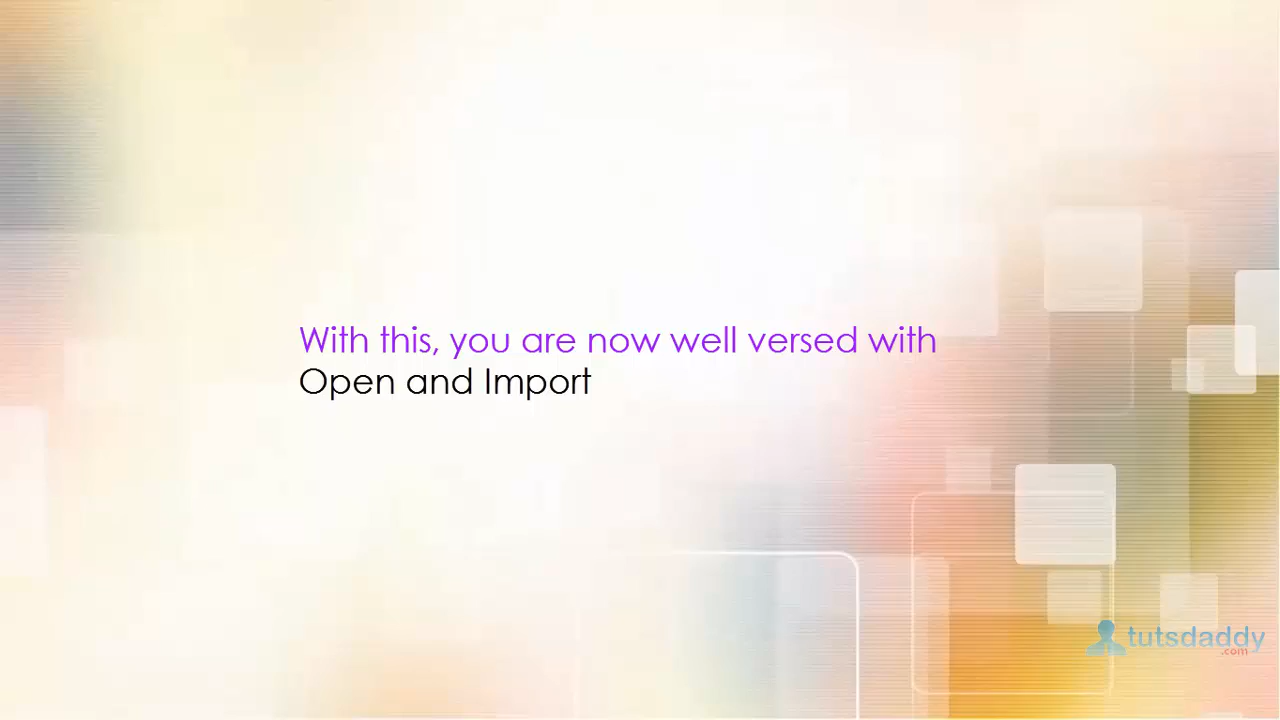 With this, you are now well versed with
Open and Import
tutsdaddy
.com